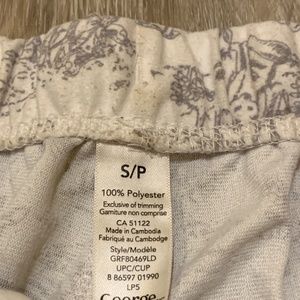 S/P
100% Polyester
Exclusive of trimming
Garniture non comprise
CA 51122
Made in Cambodia
Fabriqué au Cambodge
Style/Modèle
GRF80469LD
UPC/CUP
8 86597 01990
LP5
George